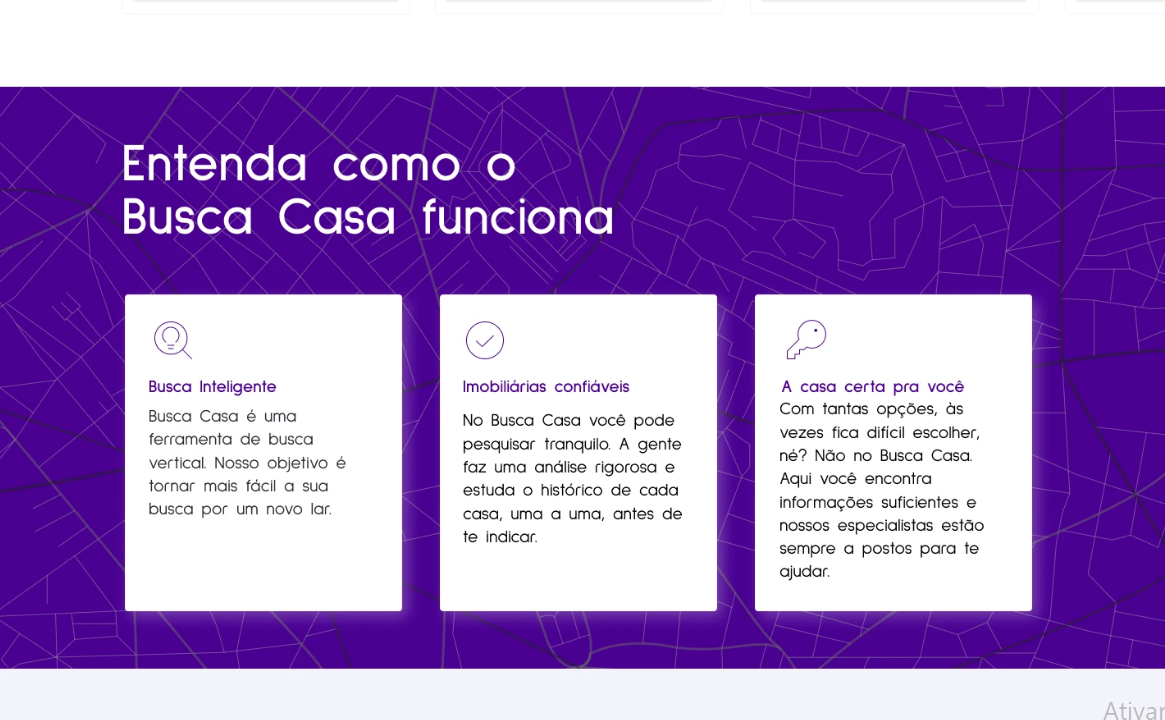 Entenda como o
Busca Casa funciona
Busca Inteligente
Busca Casa é uma
ferramenta de busca
vertical. Nosso objetivo é
tornar mais fácil a sua
busca por um novo lar.
Imobiliárias confiáveis
No Busca Casa você pode
pesquisar tranquilo. A gente
faz uma análise rigorosa e
estuda o histórico de cada
casa, uma a uma, antes de
te indicar.
A casa certa pra você
Com tantas opções, às
vezes fica difícil escolher,
né? Não no Busca Casa.
Aqui você encontra
informações suficientes e
nossos especialistas estão
sempre a postos para te
ajudar.